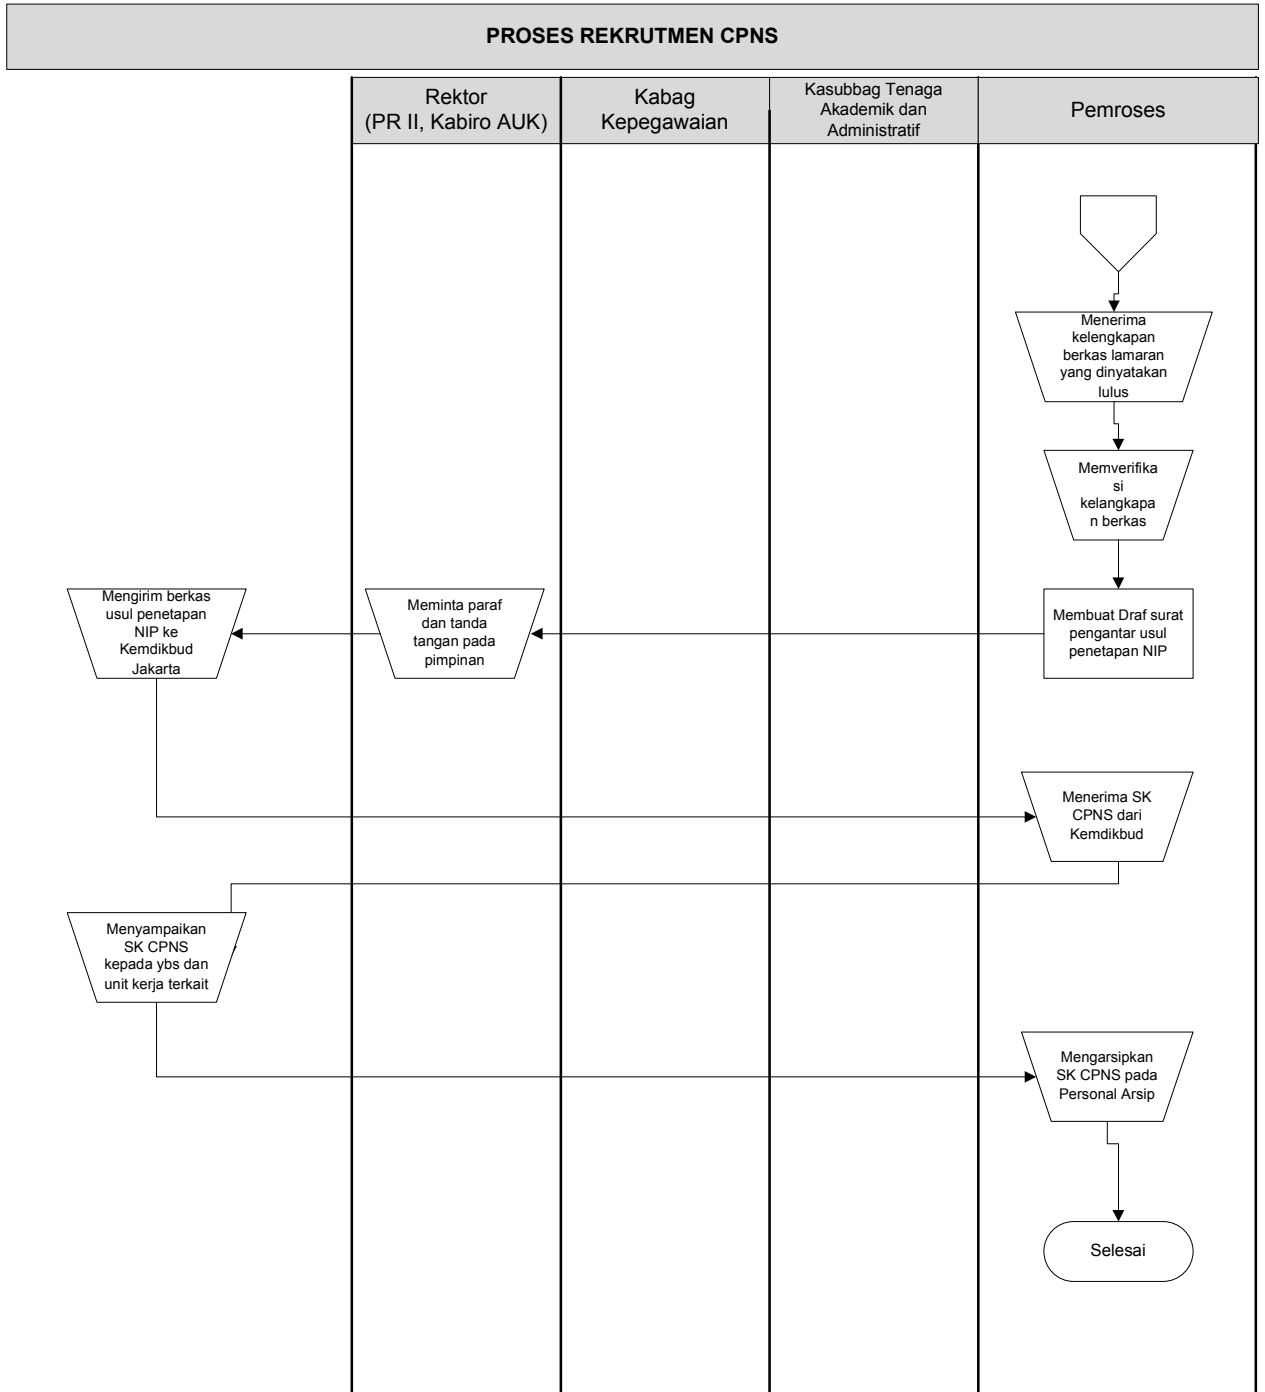 PROSES REKRUTMEN CPNS
Rektor
(PR II, Kabiro AUK)
Kabag
Kepegawaian
Kasubbag Tenaga
Akademik dan
Administratif
Pemroses
Menerima
kelengkapan
berkas lamaran
yang dinyatakan
lulus
Memverifika
si
kelangkapa
n berkas
Mengirim berkas
usul penetapan
NIP ke
Kemdikbud
Jakarta
Meminta paraf
dan tanda
tangan pada
pimpinan
Membuat Draf surat
pengantar usul
penetapan NIP
Menerima SK
CPNS dari
Kemdikbud
Menyampaikan
SK CPNS
kepada ybs dan
unit kerja terkait
Mengarsipkan
SK CPNS pada
Personal Arsip
Selesai